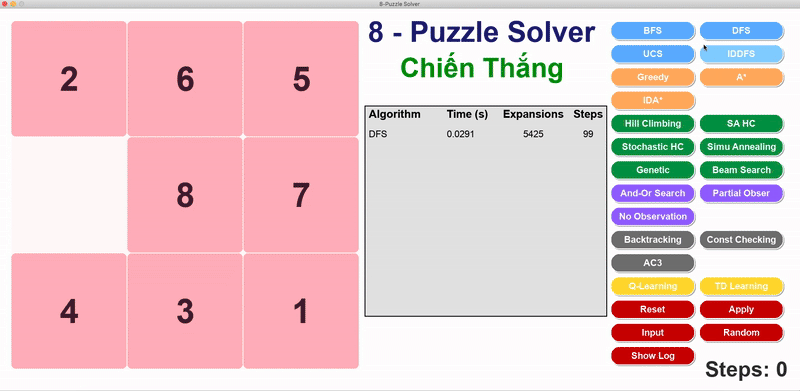 8-Puzzle Solver
2 6 5
8 7
4 3 1
8 - Puzzle Solver
Chiến Thắng
Algorithm Time (s) Expansions Steps
DFS 0.0291 5425 99
BFS DFS
UCS IDDFS
Greedy A*
IDA*
Hill Climbing SA HC
Stochastic HC Simu Annealing
Genetic Beam Search
And-Or Search Partial Obser
No Observation
Backtracking Const Checking
AC3
Q-Learning TD Learning
Reset Apply
Input Random
Show Log
Steps: 0